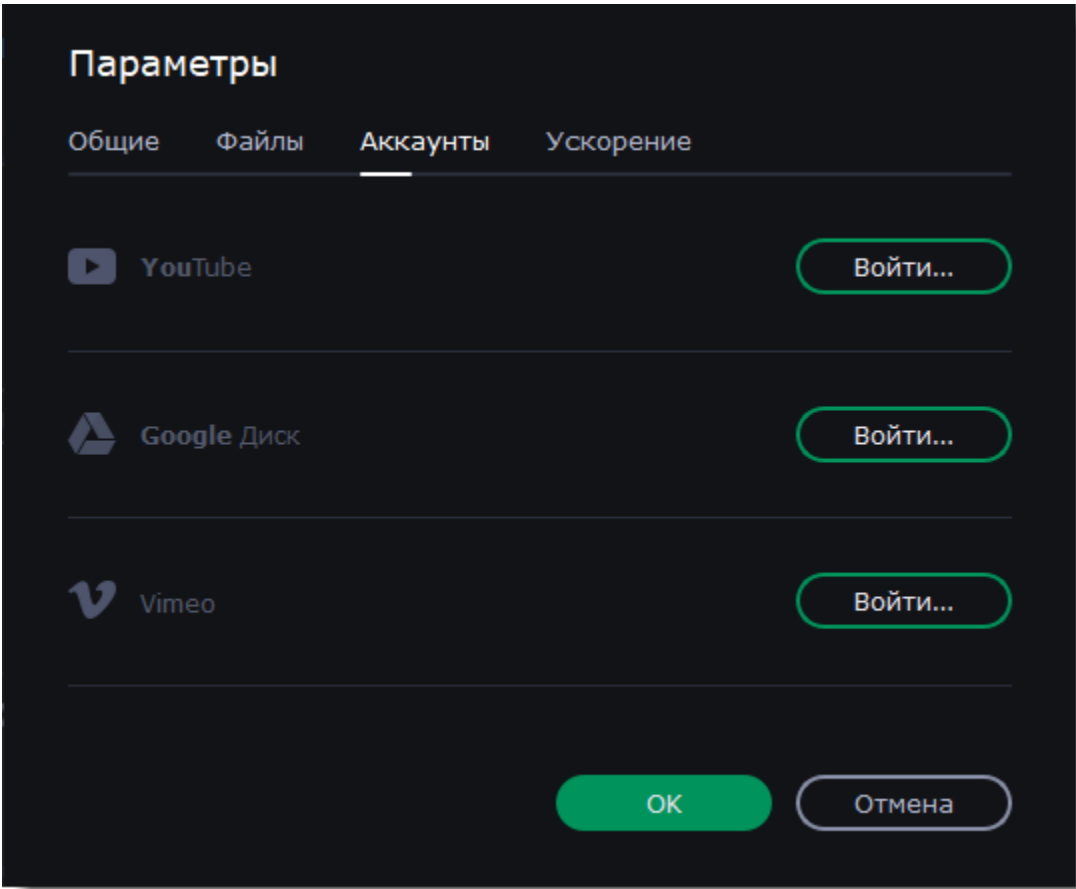 Параметры
Общие Файлы Аккаунты Ускорение
YouTube Войти...
Google Диск Войти...
Vimeo Войти...
OK Отмена